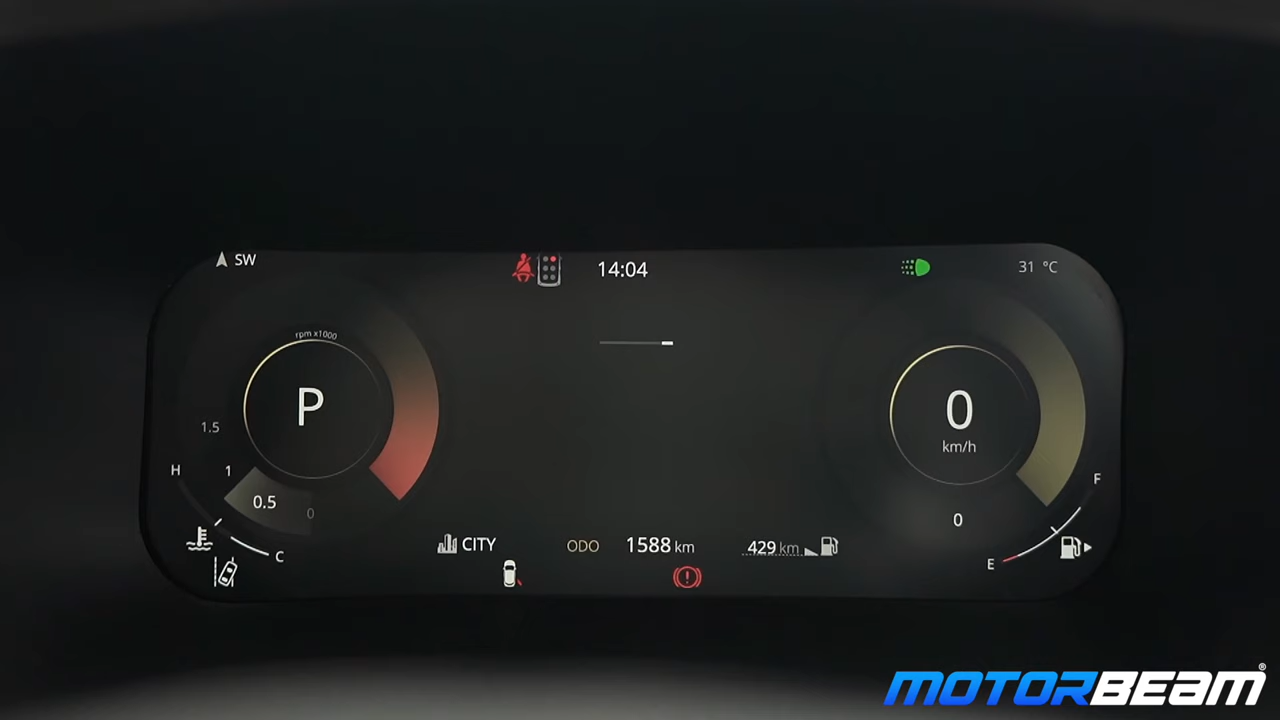 SW
14:04
31 °C
rpm x1000
P
0
km/h
1.5
1
0.5
0
H
C
0
F
E
CITY
ODO 1588 km
429 km
MOTORBEAM®